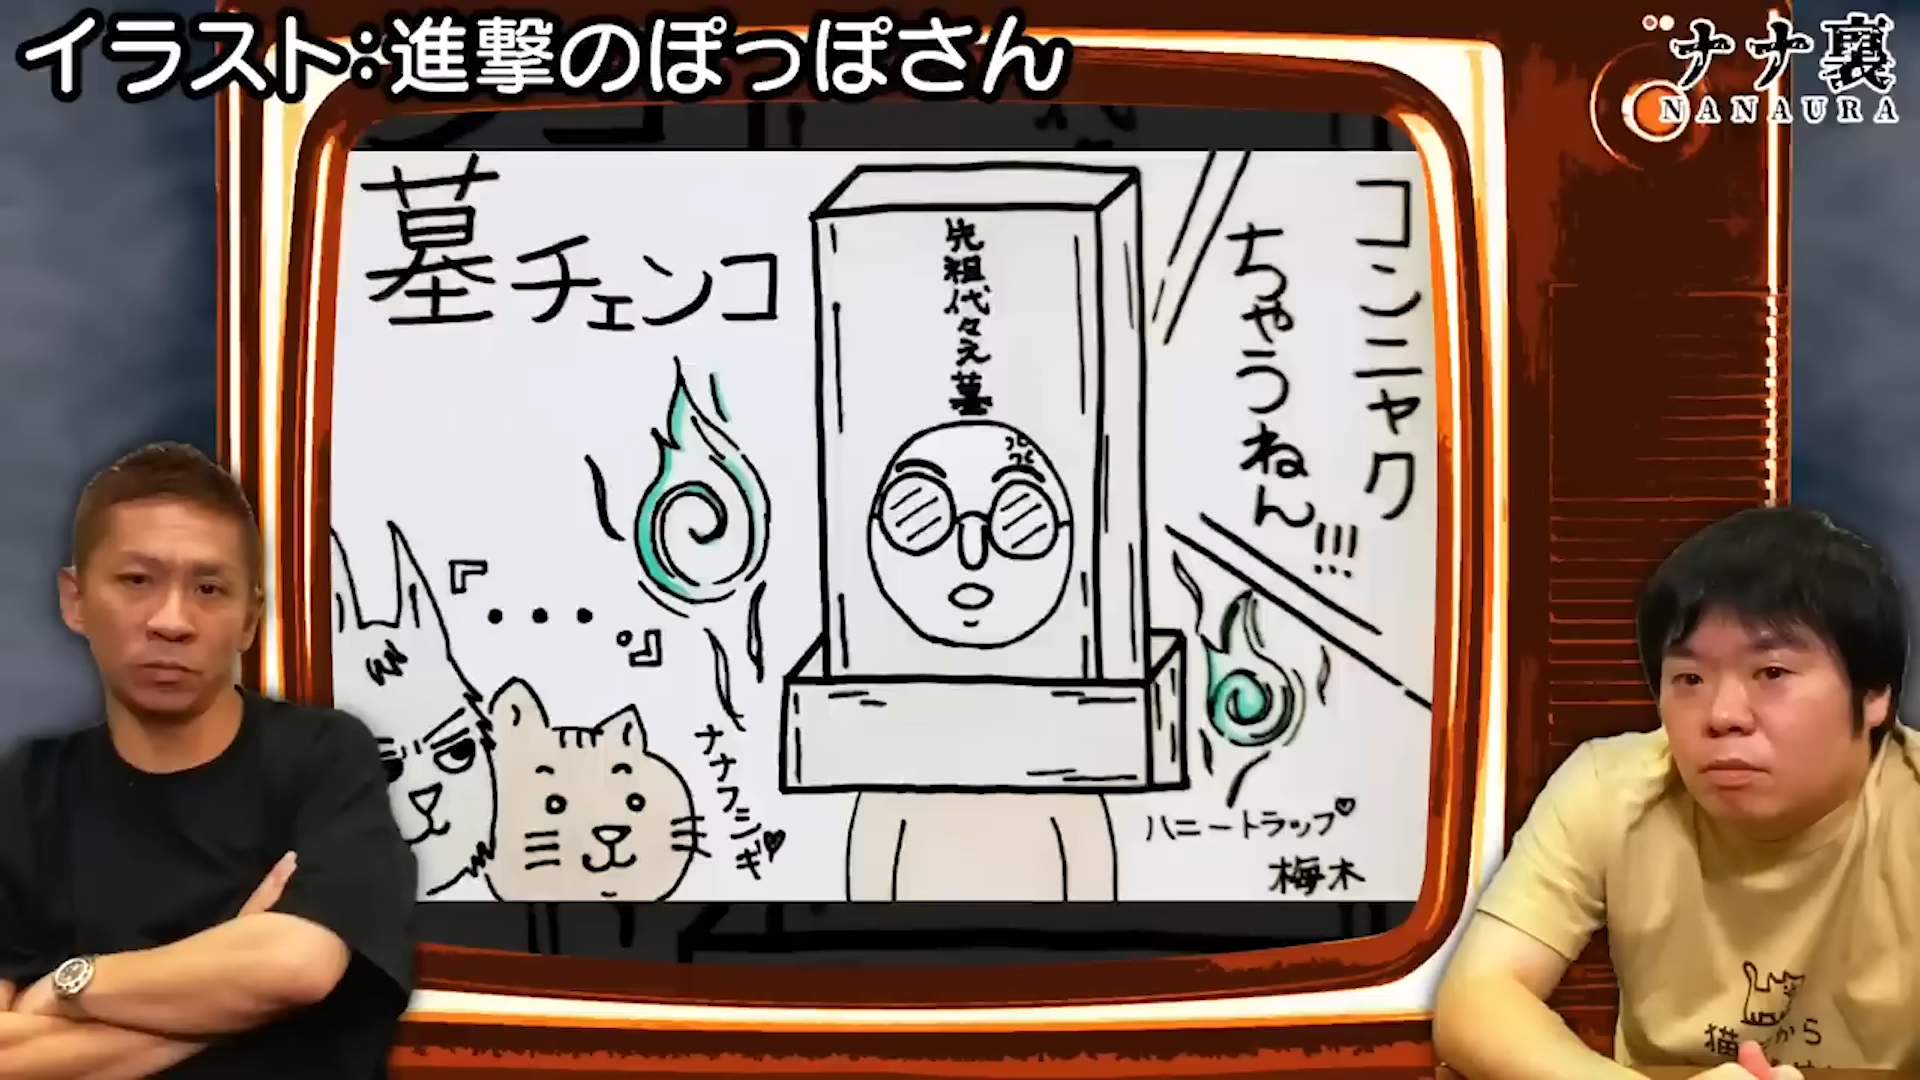 イラスト:進撃のぽっぽさん
ナナ裏
NANAURA
墓チェンコ
先祖代々之墓
コンニャク
ちゃうねん!!!
『・・・。』
ナナフシギ♥
ハニートラップ♡
梅木
猫から